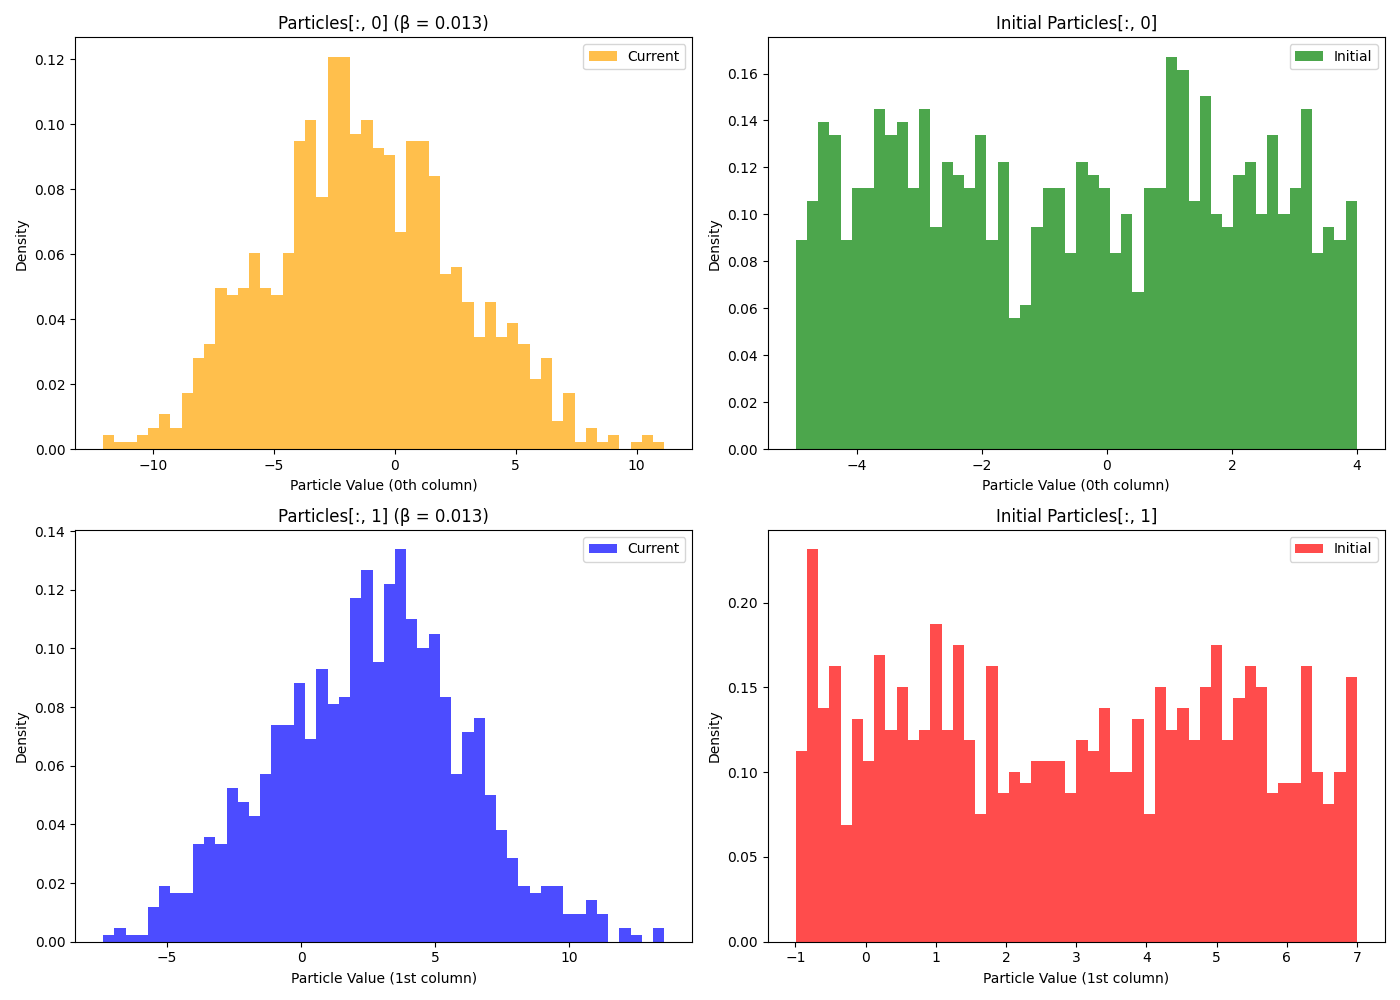 Particles[:, 0] (β = 0.013)
Current
Density
0.12
0.10
0.08
0.06
0.04
0.02
0.00
−10 −5 0 5 10
Particle Value (0th column)
Initial Particles[:, 0]
Initial
Density
0.16
0.14
0.12
0.10
0.08
0.06
0.04
0.02
0.00
−4 −2 0 2 4
Particle Value (0th column)
Particles[:, 1] (β = 0.013)
Current
Density
0.14
0.12
0.10
0.08
0.06
0.04
0.02
0.00
−5 0 5 10
Particle Value (1st column)
Initial Particles[:, 1]
Initial
Density
0.20
0.15
0.10
0.05
0.00
−1 0 1 2 3 4 5 6 7
Particle Value (1st column)